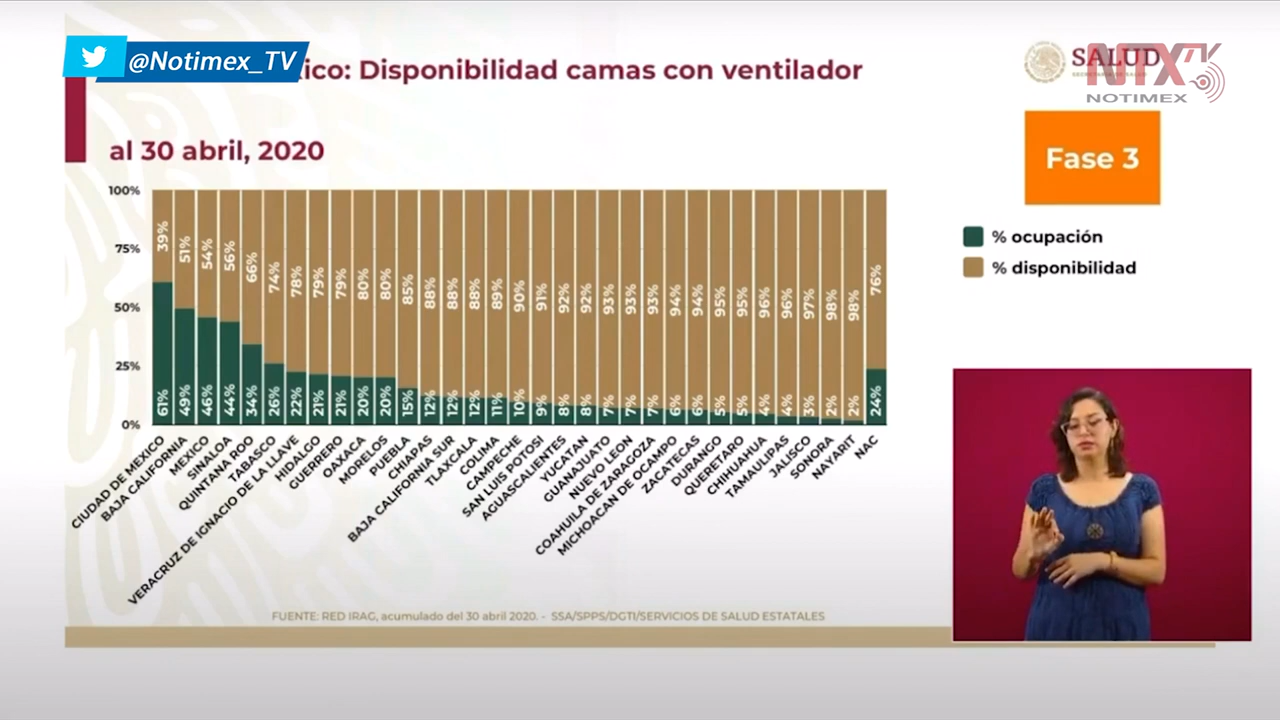 @Notimex_TV
ico: Disponibilidad camas con ventilador
al 30 abril, 2020
SALUD
NTX TV
NOTIMEX
Fase 3
% ocupación
% disponibilidad
100%
75%
50%
25%
0%
39% 51% 54% 56% 66% 74% 78% 79% 79% 80% 80% 85% 88% 88% 88% 89% 90% 91% 92% 92% 93% 93% 93% 94% 94% 95% 95% 96% 96% 97% 98% 98% 76%
61% 49% 46% 44% 34% 26% 22% 21% 21% 20% 20% 15% 12% 12% 12% 11% 10% 9% 8% 8% 7% 7% 7% 6% 6% 5% 5% 4% 4% 3% 2% 2% 24%
CIUDAD DE MEXICO
BAJA CALIFORNIA
MEXICO
SINALOA
QUINTANA ROO
TABASCO
VERACRUZ DE IGNACIO DE LA LLAVE
HIDALGO
GUERRERO
OAXACA
MORELOS
PUEBLA
CHIAPAS
BAJA CALIFORNIA SUR
TLAXCALA
COLIMA
CAMPECHE
SAN LUIS POTOSI
AGUASCALIENTES
YUCATAN
GUANAJUATO
NUEVO LEON
COAHUILA DE ZARAGOZA
MICHOACAN DE OCAMPO
ZACATECAS
DURANGO
QUERETARO
CHIHUAHUA
TAMAULIPAS
JALISCO
SONORA
NAYARIT
NAC
FUENTE: RED IRAG, acumulado del 30 abril 2020. - SSA/SPPS/DGTI/SERVICIOS DE SALUD ESTATALES